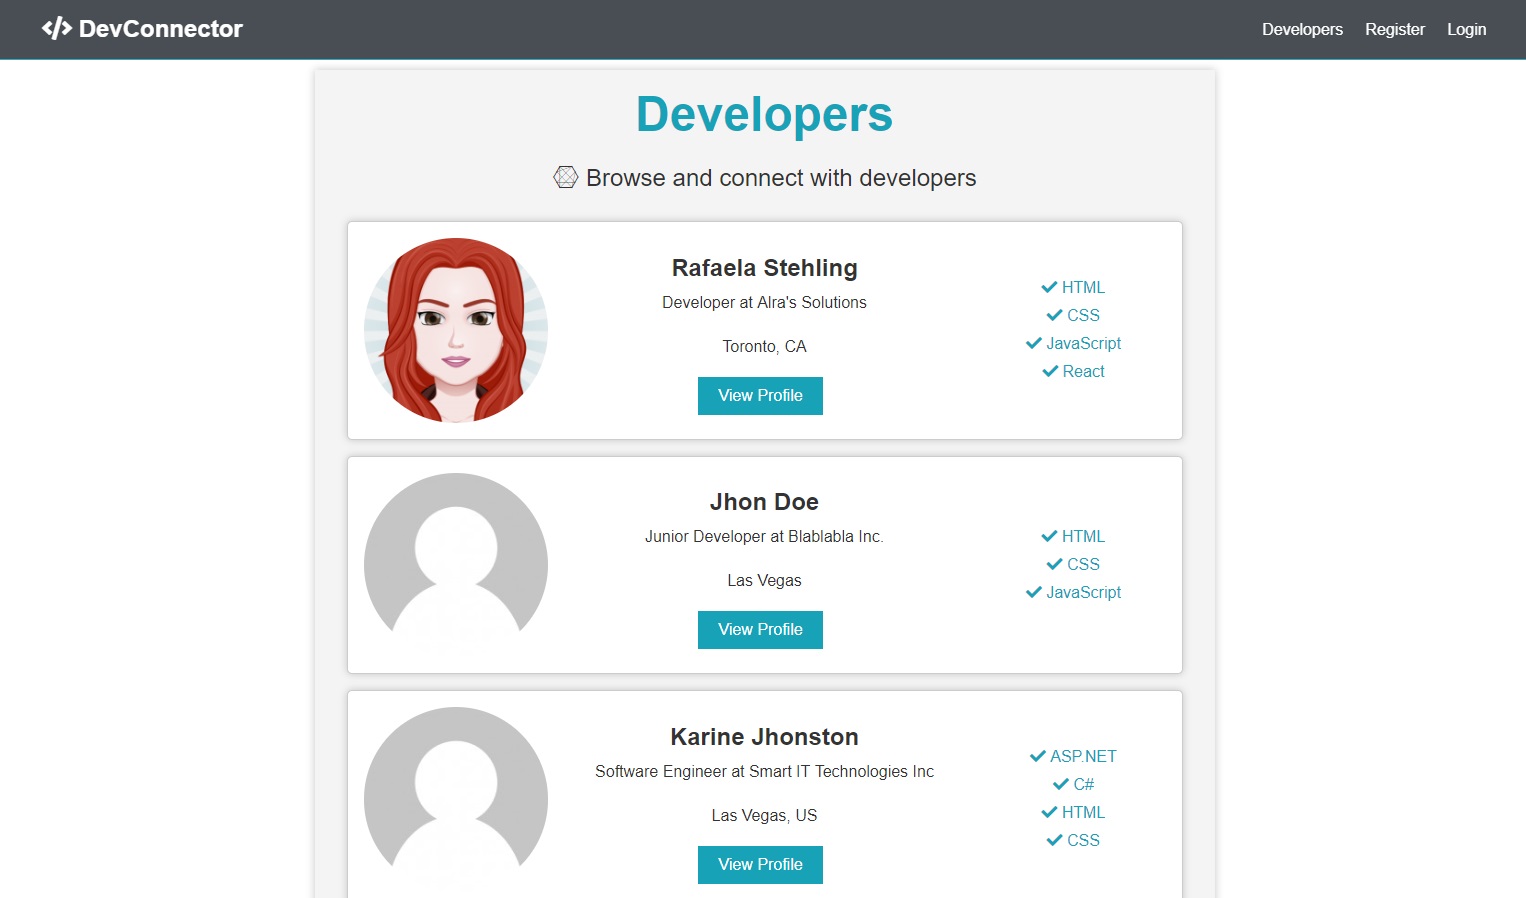 DevConnector
Developers Register Login
Developers
Browse and connect with developers
Rafaela Stehling
Developer at Alra's Solutions
Toronto, CA
View Profile
HTML
CSS
JavaScript
React
Jhon Doe
Junior Developer at Blablabla Inc.
Las Vegas
View Profile
HTML
CSS
JavaScript
Karine Jhonston
Software Engineer at Smart IT Technologies Inc
Las Vegas, US
View Profile
ASP.NET
C#
HTML
CSS